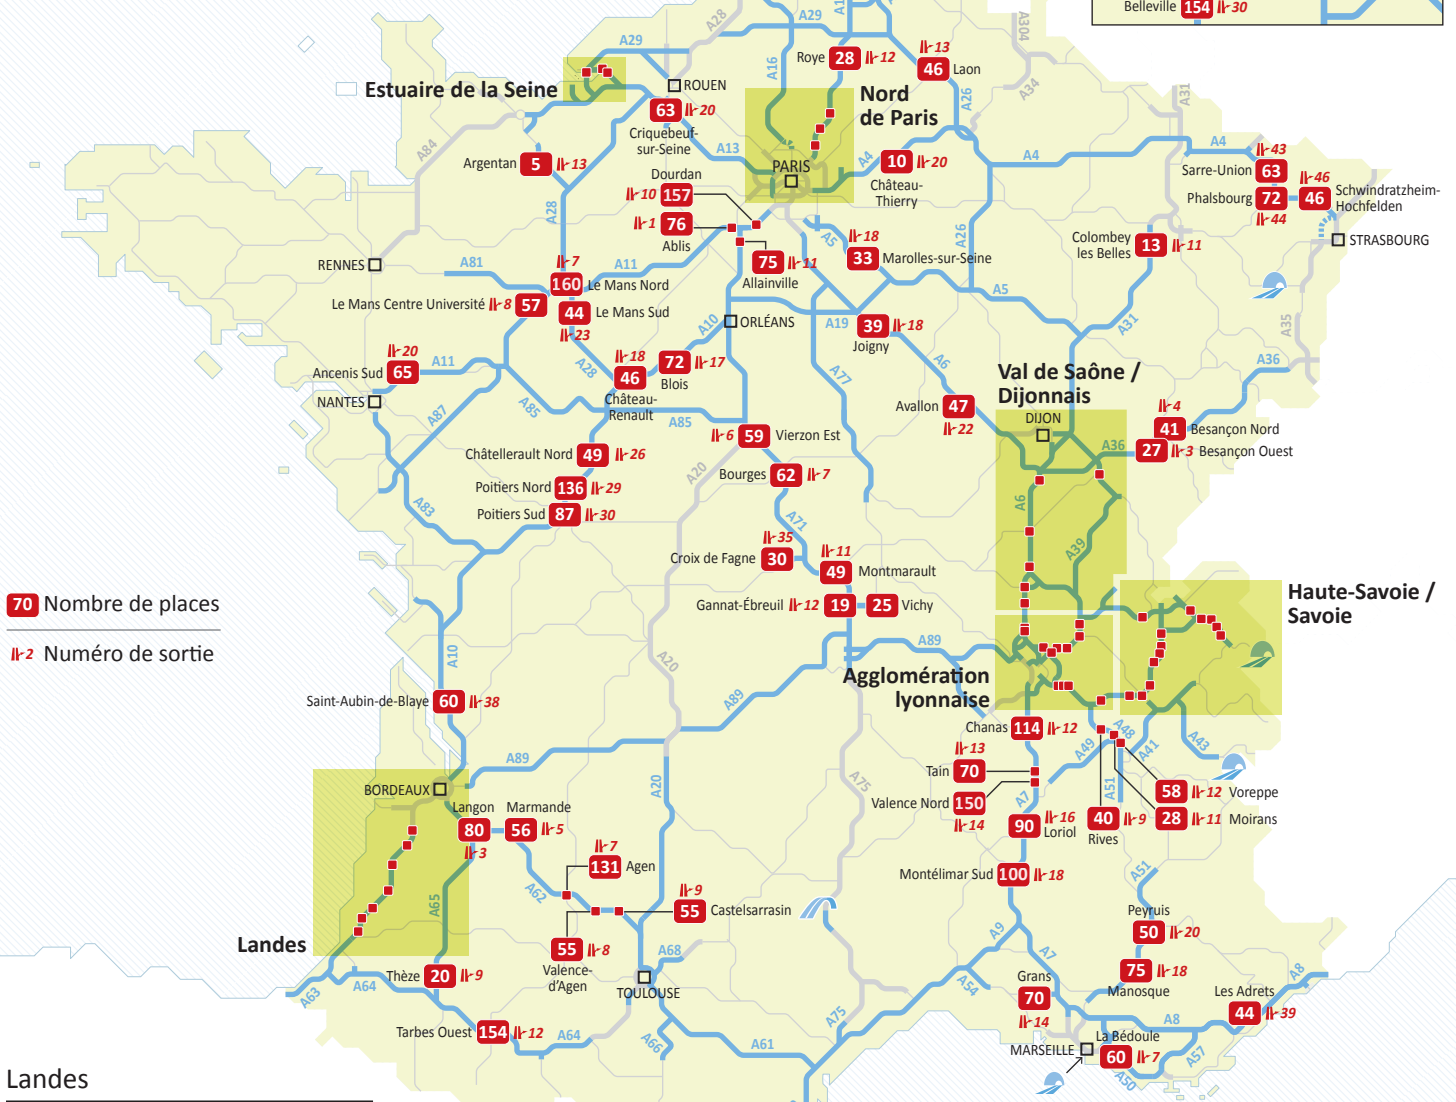 Belleville 154 30
A28
A29
A1
A304
A29
A16
Roye 28 12
13
46 Laon
A34
A31
Estuaire de la Seine
ROUEN
Nord
de Paris
A26
63 20
Criquebeuf-
sur-Seine
A84
A13
A4
A4
A4
43
Argentan 5 13
PARIS
10 20
Château-
Thierry
Sarre-Union 63
46
Dourdan
10 157
Phalsbourg 72
44
46 Schwindratzheim-
Hochfelden
A28
1 76
Ablis
A5
18
33 Marolles-sur-Seine
A26
Colombey
les Belles 13 11
STRASBOURG
RENNES
A81
7
A11
75 11
Allainville
160 Le Mans Nord
Le Mans Centre Université 8 57
44 Le Mans Sud
23
A10
ORLÉANS
A19
39 18
Joigny
A5
A31
A35
20
Ancenis Sud 65
A11
A28
18
46
Château-
Renault
72 17
Blois
A6
A77
A36
Val de Saône /
Dijonnais
NANTES
A87
A85
A85
Avallon 47
22
DIJON
4
41 Besançon Nord
6 59 Vierzon Est
A36
27 3 Besançon Ouest
Châtellerault Nord 49 26
A20
Bourges 62 7
Poitiers Nord 136 29
A83
Poitiers Sud 87 30
A71
A6
A39
35
Croix de Fagne 30
11
49 Montmarault
70 Nombre de places
Gannat-Ébreuil 12 19
25 Vichy
Haute-Savoie /
Savoie
2 Numéro de sortie
A10
A20
A89
Agglomération
lyonnaise
Saint-Aubin-de-Blaye 60 38
A89
Chanas 114 12
A48
A49
A41
A43
A89
13
Tain 70
A75
A20
BORDEAUX
A51
58 12 Voreppe
Valence Nord 150
14
A7
Langon
80
3
Marmande
56 5
16
90 Loriol
40 9
Rives
28 11 Moirans
7
131 Agen
Montélimar Sud 100 18
A51
A62
A65
9
55 Castelsarrasin
Peyruis
50 20
Landes
55 8
Valence-
d'Agen
A68
A9
A7
Thèze 20 9
TOULOUSE
A54
Grans
70
14
75 18
Manosque
A8
A63
A64
Les Adrets
44 39
Tarbes Ouest 154 12
A64
A66
A61
A75
A8
MARSEILLE
La Bédoule
60 7
A57
A50
Landes